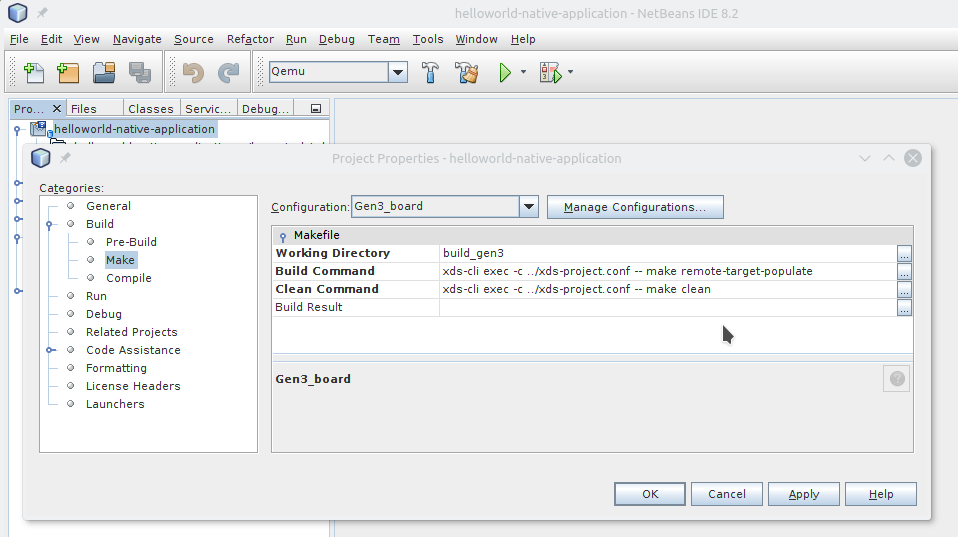 helloworld-native-application - NetBeans IDE 8.2
File Edit View Navigate Source Refactor Run Debug Team Tools Window Help
Qemu
Pro... Files Classes Servic... Debug...
helloworld-native-application
Project Properties - helloworld-native-application
Categories:
General
Build
Pre-Build
Make
Compile
Run
Debug
Related Projects
Code Assistance
Formatting
License Headers
Launchers
Configuration: Gen3_board Manage Configurations...
Makefile
Working Directory build_gen3 ...
Build Command xds-cli exec -c ../xds-project.conf -- make remote-target-populate ...
Clean Command xds-cli exec -c ../xds-project.conf -- make clean ...
Build Result ...
Gen3_board
OK Cancel Apply Help